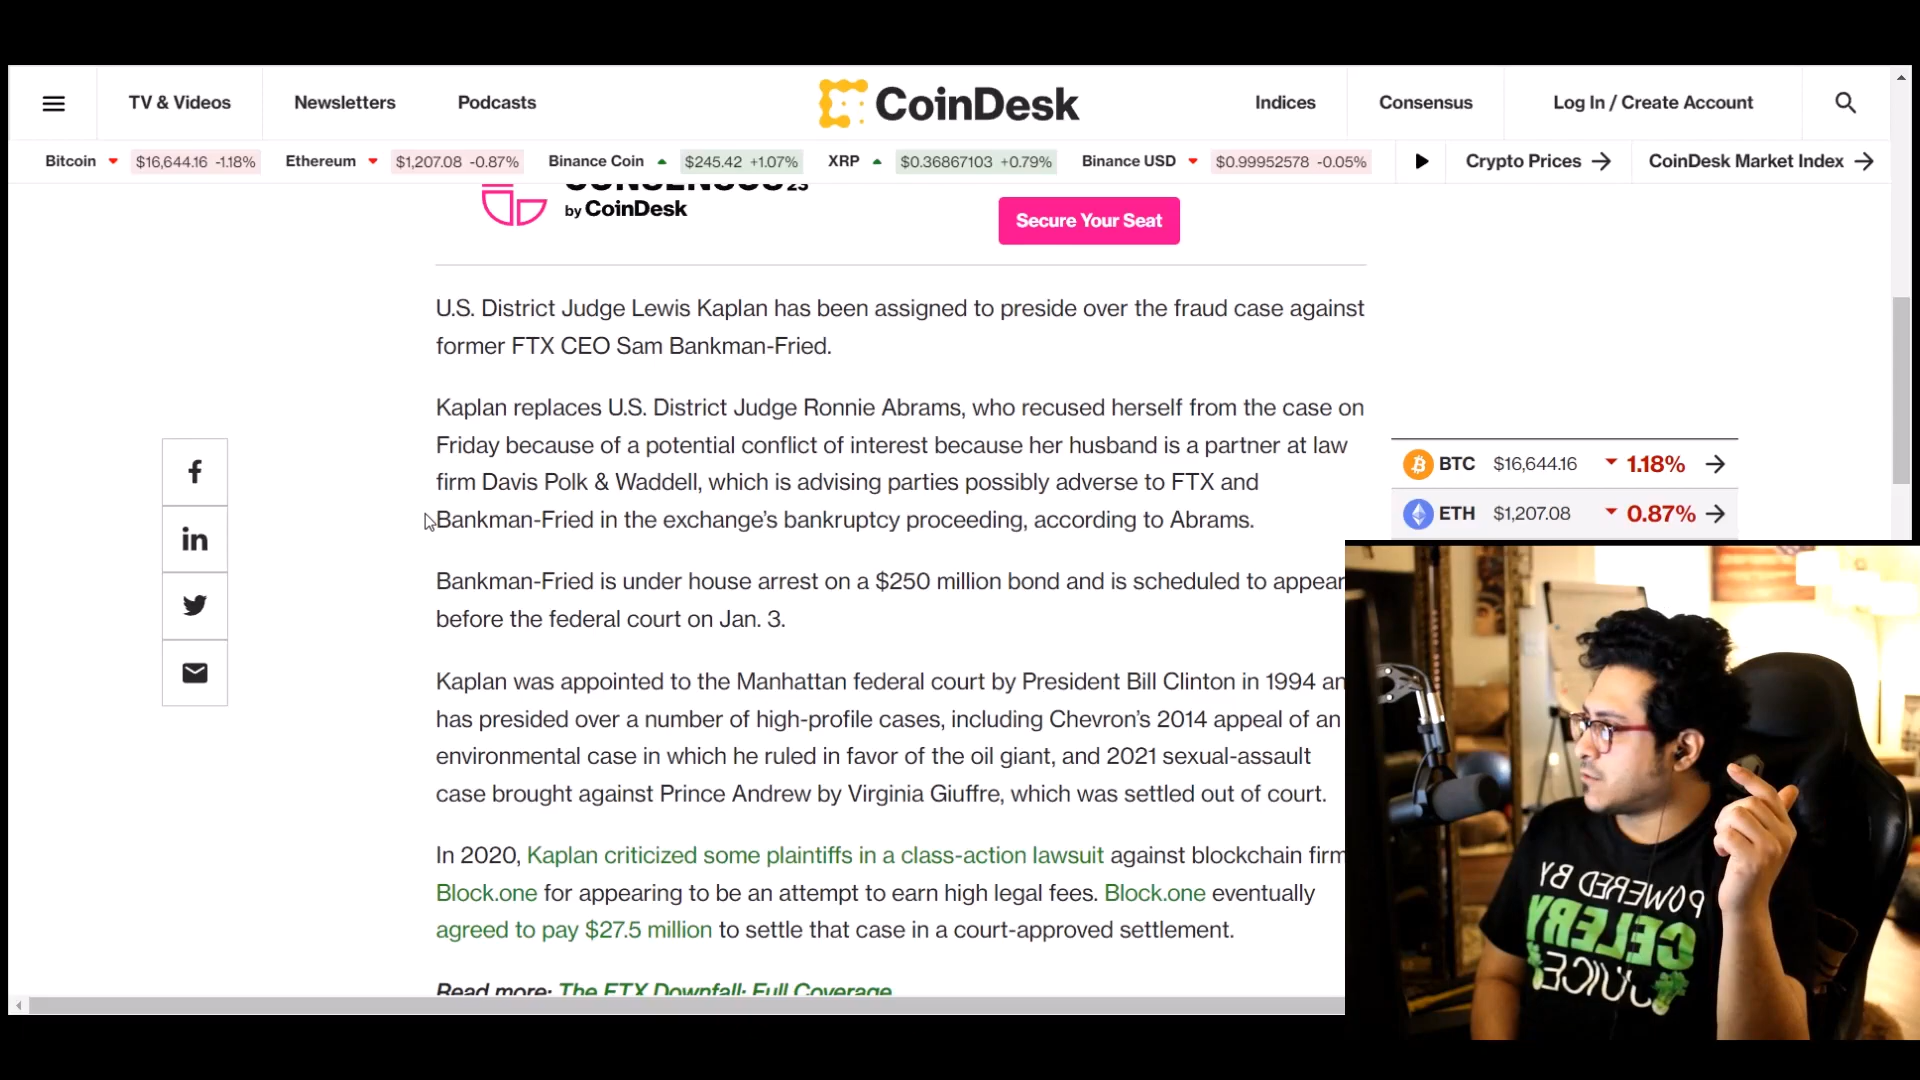 TV & Videos
Newsletters
Podcasts
CoinDesk
Indices
Consensus
Log In / Create Account
Bitcoin $16,644.16 -1.18%
Ethereum $1,207.08 -0.87%
Binance Coin $245.42 +1.07%
XRP $0.36867103 +0.79%
Binance USD $0.99952578 -0.05%
Crypto Prices
CoinDesk Market Index
CONSENSUS 23
by CoinDesk
Secure Your Seat
U.S. District Judge Lewis Kaplan has been assigned to preside over the fraud case against
former FTX CEO Sam Bankman-Fried.
Kaplan replaces U.S. District Judge Ronnie Abrams, who recused herself from the case on
Friday because of a potential conflict of interest because her husband is a partner at law
firm Davis Polk & Waddell, which is advising parties possibly adverse to FTX and
Bankman-Fried in the exchange's bankruptcy proceeding, according to Abrams.
Bankman-Fried is under house arrest on a $250 million bond and is scheduled to appear
before the federal court on Jan. 3.
Kaplan was appointed to the Manhattan federal court by President Bill Clinton in 1994 an
has presided over a number of high-profile cases, including Chevron's 2014 appeal of an
environmental case in which he ruled in favor of the oil giant, and 2021 sexual-assault
case brought against Prince Andrew by Virginia Giuffre, which was settled out of court.
In 2020, Kaplan criticized some plaintiffs in a class-action lawsuit against blockchain firm
Block.one for appearing to be an attempt to earn high legal fees. Block.one eventually
agreed to pay $27.5 million to settle that case in a court-approved settlement.
Read more: The FTX Downfall: Full Coverage
BTC $16,644.16 1.18%
ETH $1,207.08 0.87%
POWERED BY
CELERY
JUICE